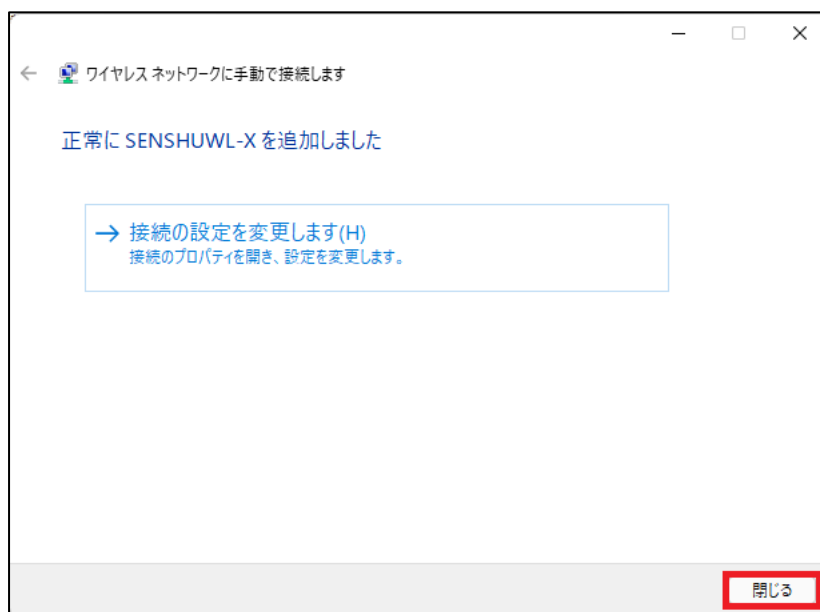 ワイヤレス ネットワークに手動で接続します
正常に SENSHUWL-X を追加しました
接続の設定を変更します(H)
接続のプロパティを開き、設定を変更します。
閉じる